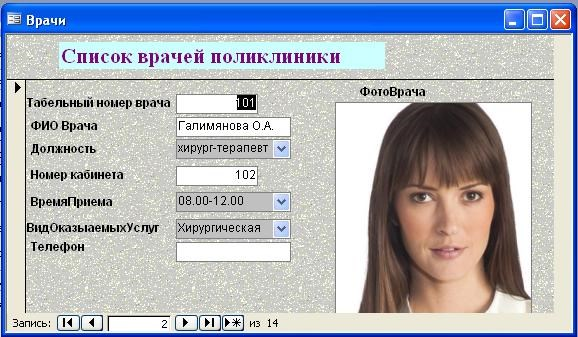 Врачи
Список врачей поликлиники
Табельный номер врача 101
ФИО Врача Галимянова О.А.
Должность хирург-терапевт
Номер кабинета 102
ВремяПриема 08.00-12.00
ВидОказыаемыхУслуг Хирургическая
Телефон
ФотоВрача
Запись: 2 из 14